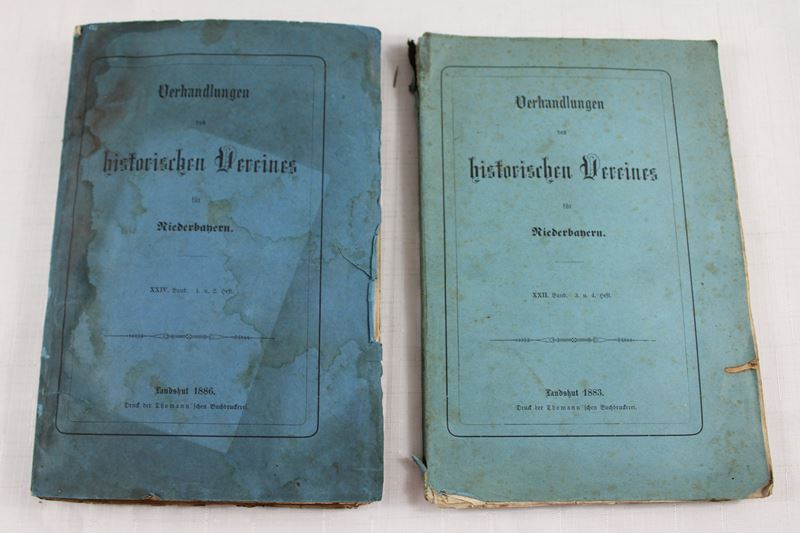 Verhandlungen
des
historischen Vereines
für
Niederbayern.
XXIV. Band. 1. u. 2. Heft.
Landshut 1886.
Druck der Thomann'schen Buchdruckerei.
Verhandlungen
des
historischen Vereines
für
Niederbayern.
XXII. Band. 3. u. 4. Heft.
Landshut 1883.
Druck der Thomann'schen Buchdruckerei.